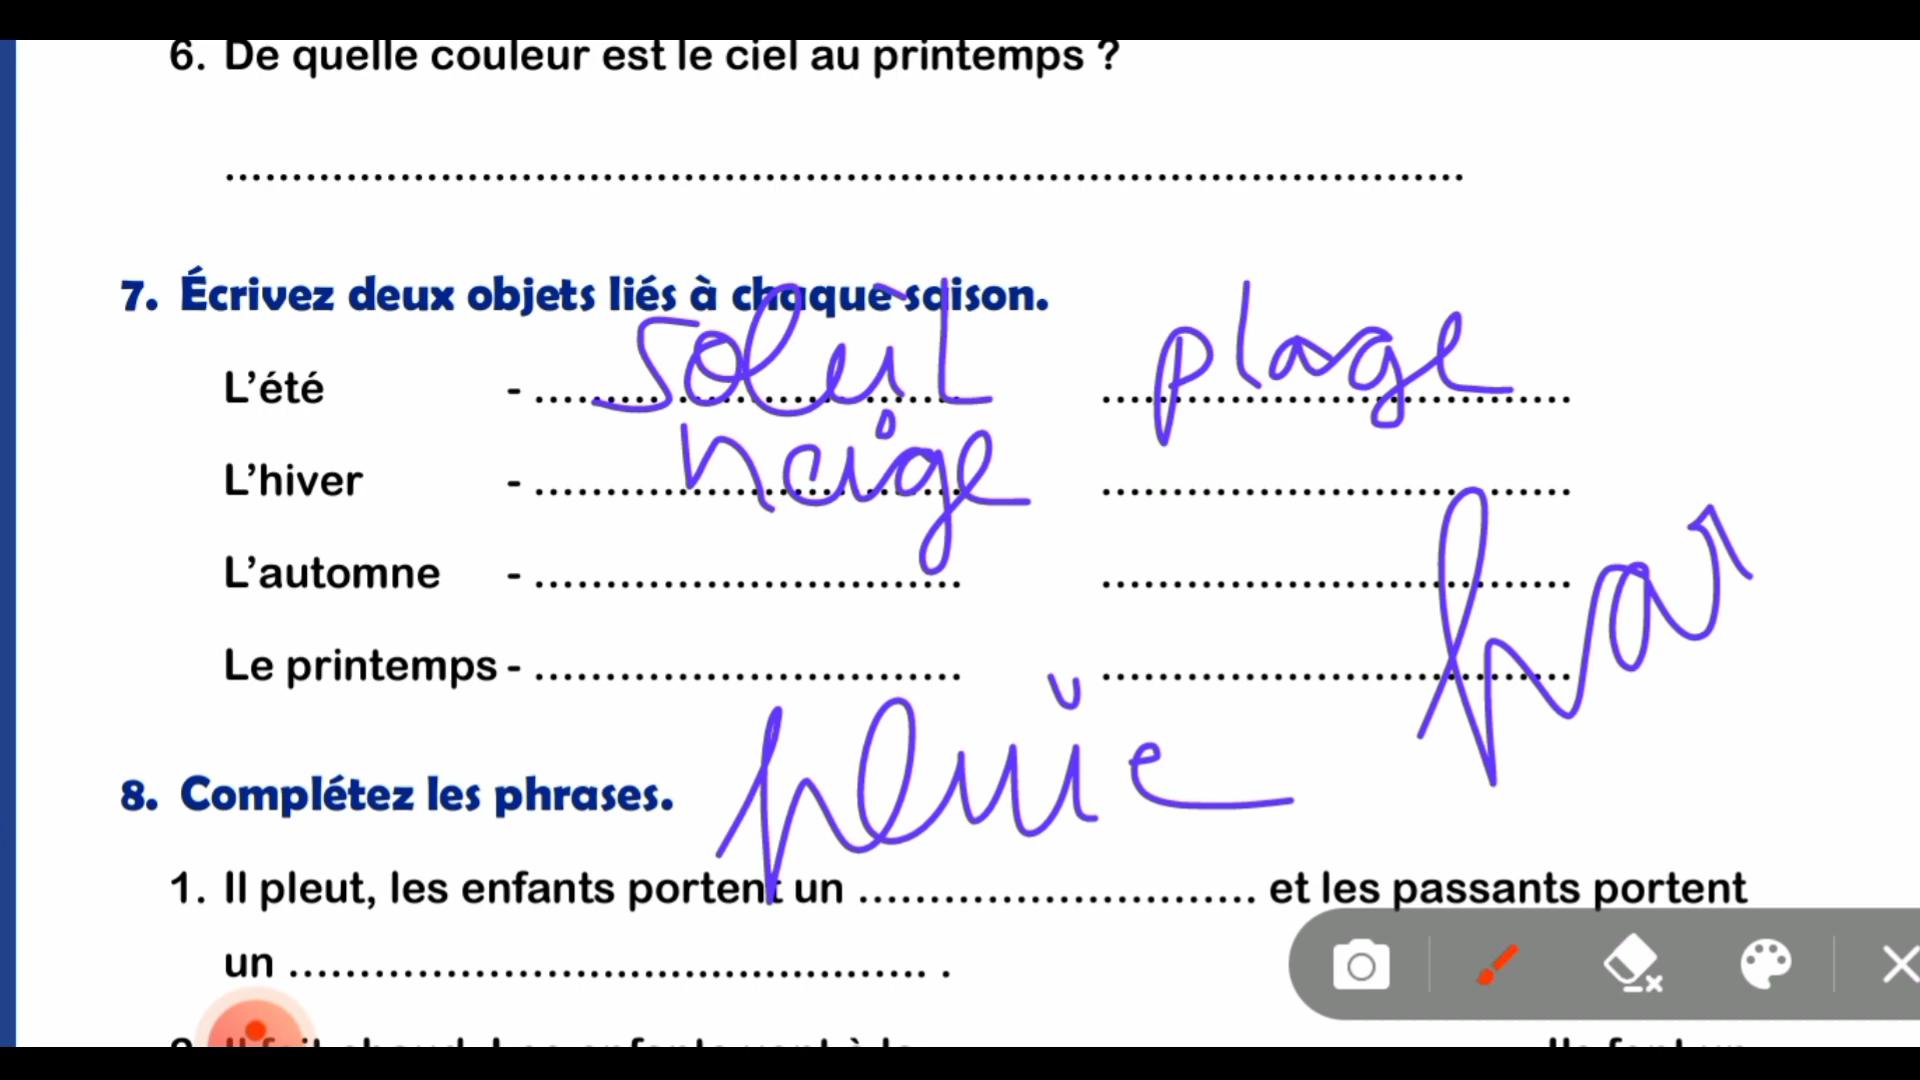 6. De quelle couleur est le ciel au printemps ?
................................................................................
7. Écrivez deux objets liés à chaque saison.
L'été - soleil plage
L'hiver - neige ..............................
L'automne - .............................. ..............................
Le printemps - .............................. ..............................
pluie
8. Complétez les phrases.
1. Il pleut, les enfants portent un ............................ et les passants portent
un ............................................. .